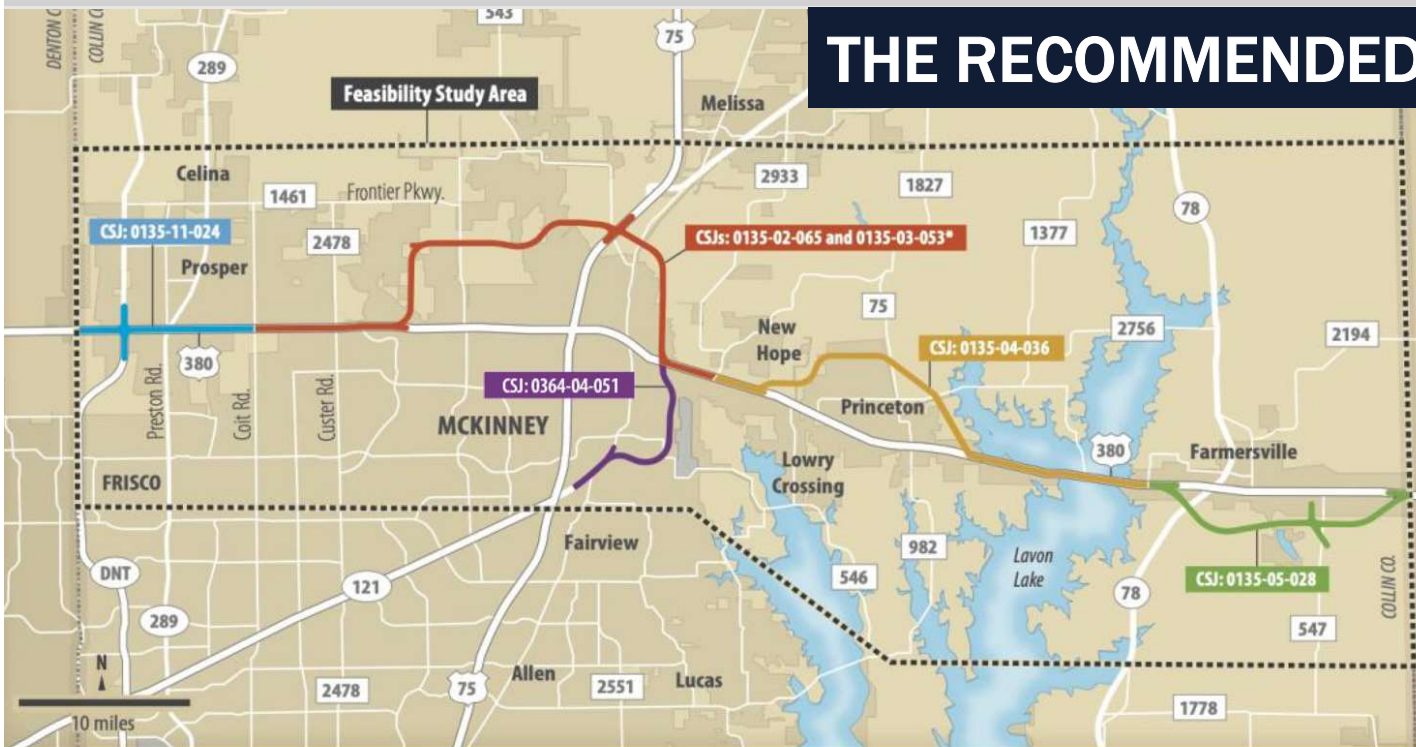 THE RECOMMENDED
DENTON C
COLLIN C
543
75
289
Feasibility Study Area
Melissa
Celina
1461
Frontier Pkwy.
2933
1827
78
CSJ: 0135-11-024
2478
CSJs: 0135-02-065 and 0135-03-053*
1377
Prosper
75
New
Hope
2756
2194
380
CSJ: 0135-04-036
CSJ: 0364-04-051
Preston Rd.
Coit Rd.
Custer Rd.
MCKINNEY
Princeton
380
Farmersville
Lowry
Crossing
FRISCO
Fairview
982
Lavon
Lake
DNT
121
546
CSJ: 0135-05-028
78
COLLIN CO.
289
547
N
Allen
2478
75
2551
Lucas
10 miles
1778